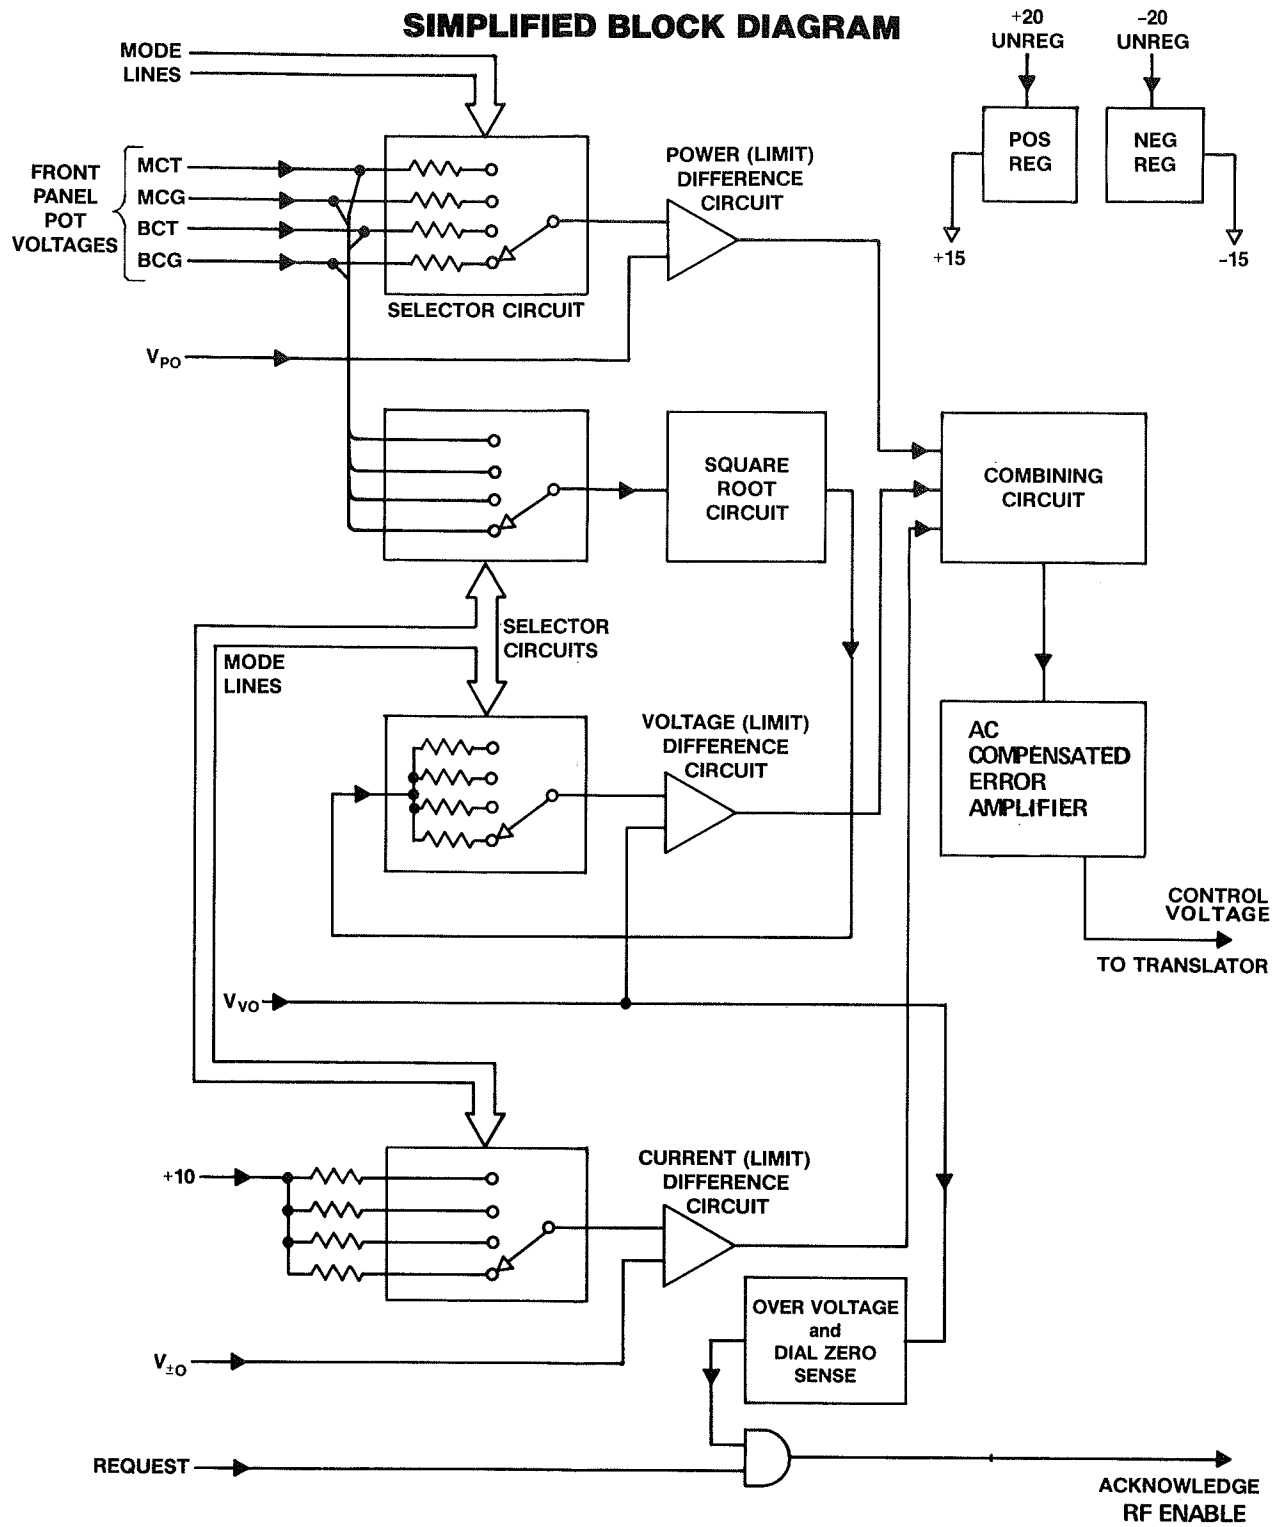 SIMPLIFIED BLOCK DIAGRAM
+20
UNREG
-20
UNREG
MODE
LINES
POS
REG
NEG
REG
+15
-15
FRONT
PANEL
POT
VOLTAGES
MCT
MCG
BCT
BCG
POWER (LIMIT)
DIFFERENCE
CIRCUIT
SELECTOR CIRCUIT
VPO
SQUARE
ROOT
CIRCUIT
COMBINING
CIRCUIT
SELECTOR
CIRCUITS
MODE
LINES
VOLTAGE (LIMIT)
DIFFERENCE
CIRCUIT
AC
COMPENSATED
ERROR
AMPLIFIER
CONTROL
VOLTAGE
TO TRANSLATOR
VVO
+10
CURRENT (LIMIT)
DIFFERENCE
CIRCUIT
OVER VOLTAGE
and
DIAL ZERO
SENSE
V±O
REQUEST
ACKNOWLEDGE
RF ENABLE